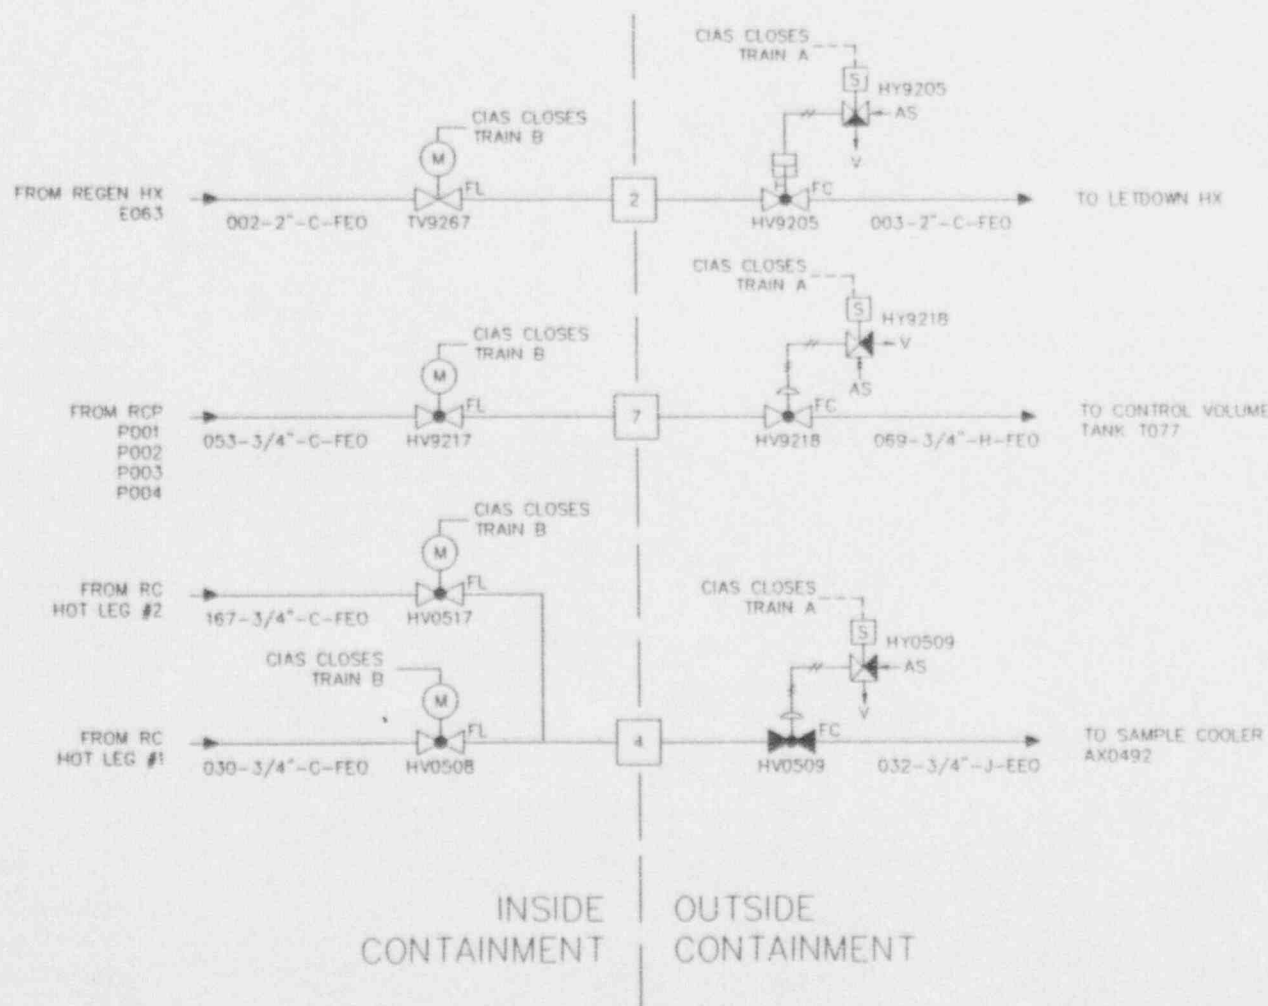 CIAS CLOSES
TRAIN A
S
HY9205
AS
V
CIAS CLOSES
TRAIN B
M
FROM REGEN HX
E063
FL
2
H
FC
TO LETDOWN HX
002-2"-C-FEO
TV9267
HV9205
003-2"-C-FEO
CIAS CLOSES
TRAIN A
S
HY9218
V
AS
CIAS CLOSES
TRAIN B
M
FROM RCP
P001
P002
P003
P004
FL
7
FC
TO CONTROL VOLUME
TANK T077
053-3/4"-C-FEO
HV9217
HV9218
069-3/4"-H-FEO
CIAS CLOSES
TRAIN B
M
FROM RC
HOT LEG #2
FL
167-3/4"-C-FEO
HV0517
CIAS CLOSES
TRAIN A
S
HY0509
AS
V
CIAS CLOSES
TRAIN B
M
FROM RC
HOT LEG #1
FL
4
FC
TO SAMPLE COOLER
AX0492
030-3/4"-C-FEO
HV0508
HV0509
032-3/4"-J-EEO
INSIDE
CONTAINMENT
OUTSIDE
CONTAINMENT